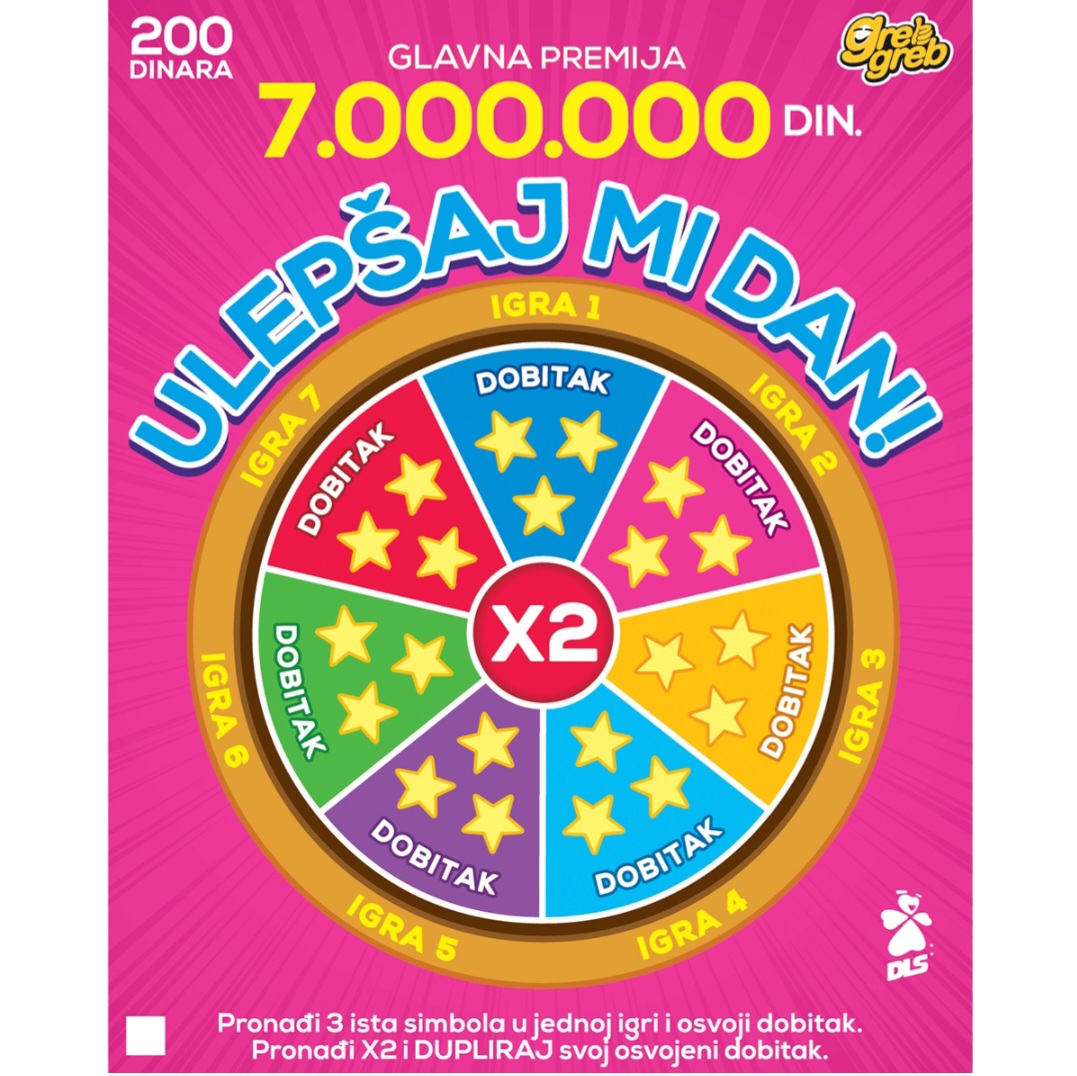 200
DINARA
GLAVNA PREMIJA
7.000.000 DIN.
greb
greb
ULEPŠAJ MI DAN!
IGRA 1
DOBITAK
IGRA 2
DOBITAK
IGRA 3
DOBITAK
IGRA 4
DOBITAK
IGRA 5
DOBITAK
IGRA 6
DOBITAK
IGRA 7
DOBITAK
X2
DLS
Pronađi 3 ista simbola u jednoj igri i osvoji dobitak.
Pronađi X2 i DUPLIRAJ svoj osvojeni dobitak.